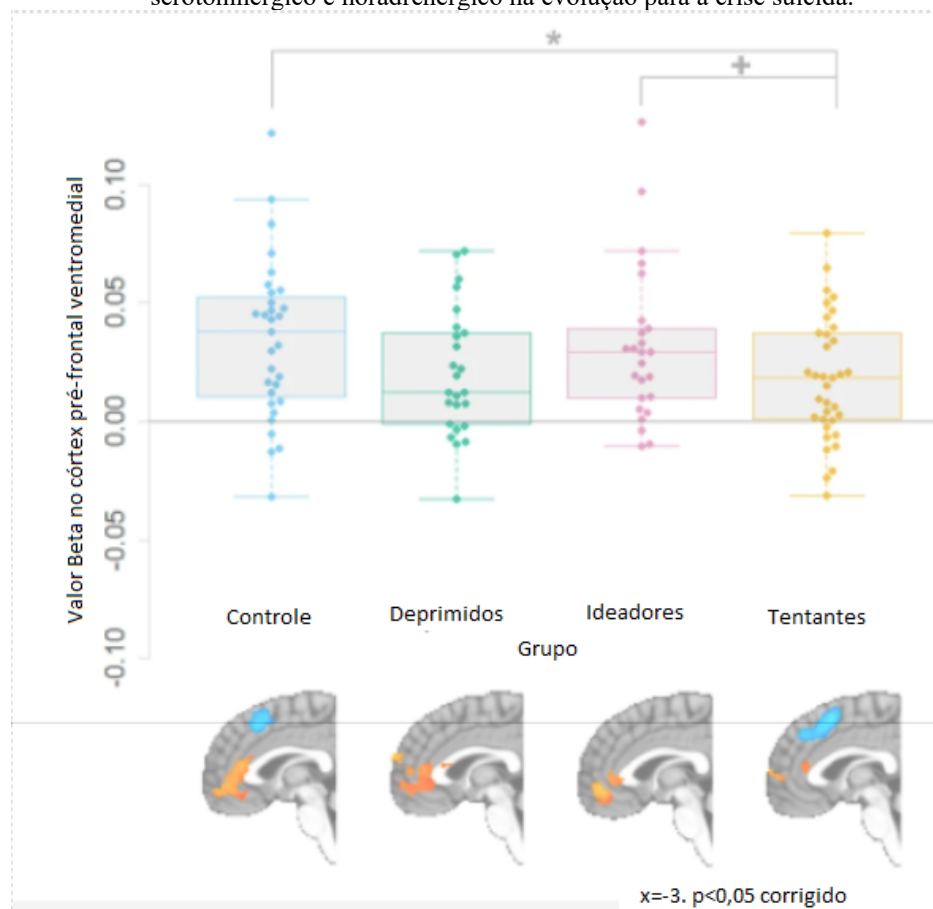 serotoninérgico e noradrenérgico na evolução para a crise suicida.
*
+
Valor Beta no córtex pré-frontal ventromedial
0.10
0.05
0.00
-0.05
-0.10
Controle
Deprimidos
Ideadores
Tentantes
Grupo
x=-3. p<0,05 corrigido